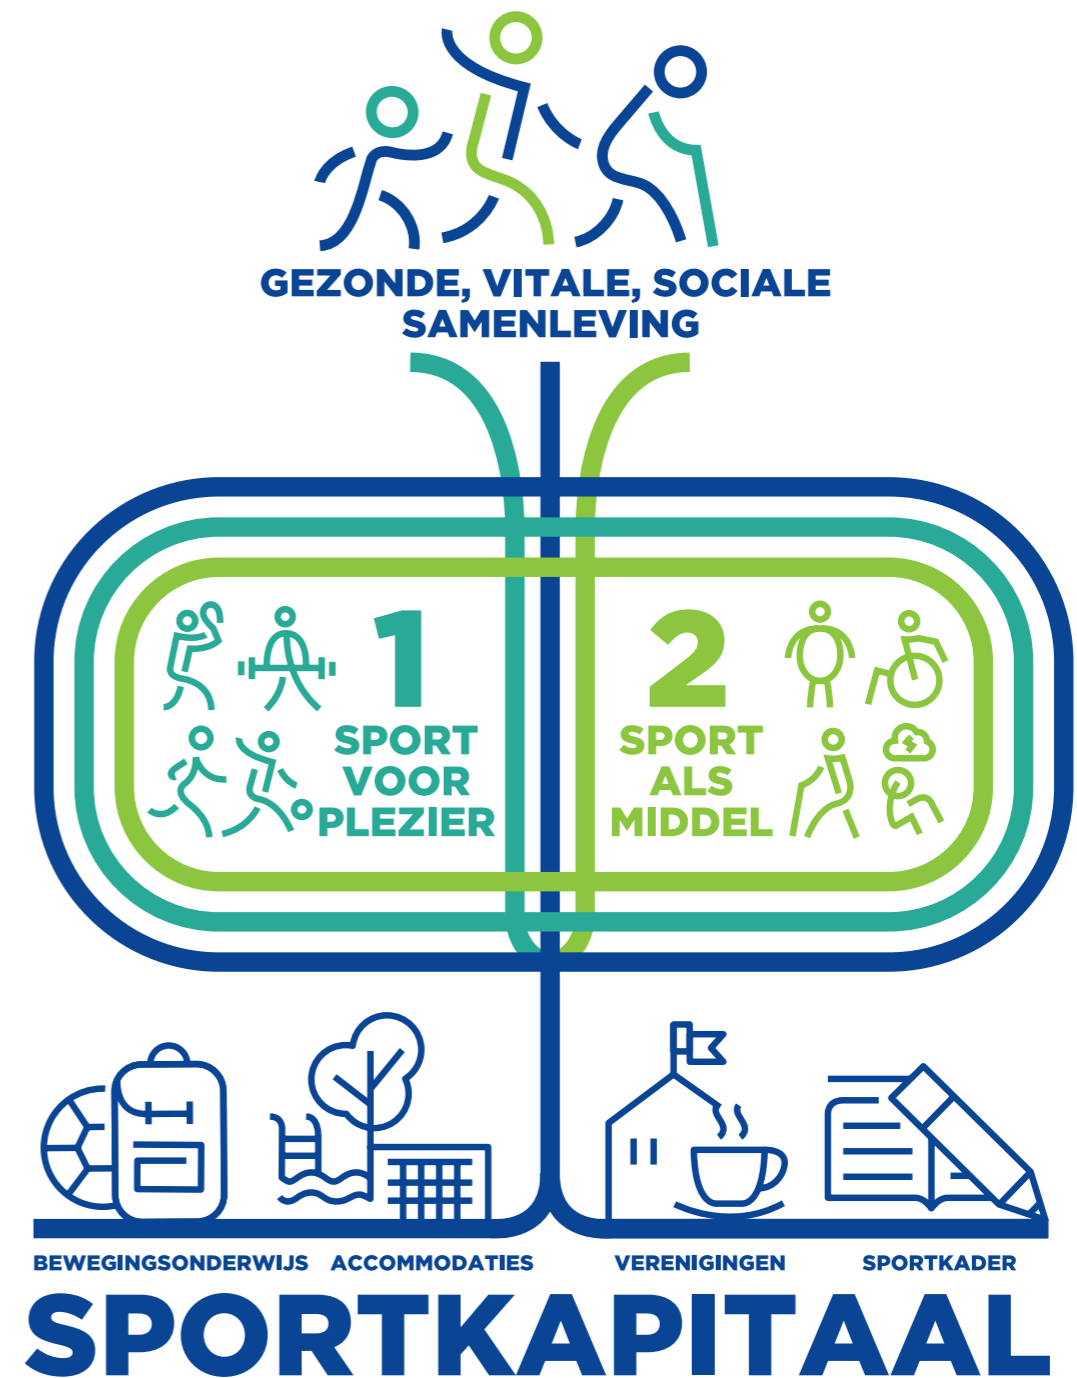 GEZONDE, VITALE, SOCIALE
SAMENLEVING
1
SPORT
VOOR
PLEZIER
2
SPORT
ALS
MIDDEL
BEWEGINGSONDERWIJS
ACCOMMODATIES
VERENIGINGEN
SPORTKADER
SPORTKAPITAAL